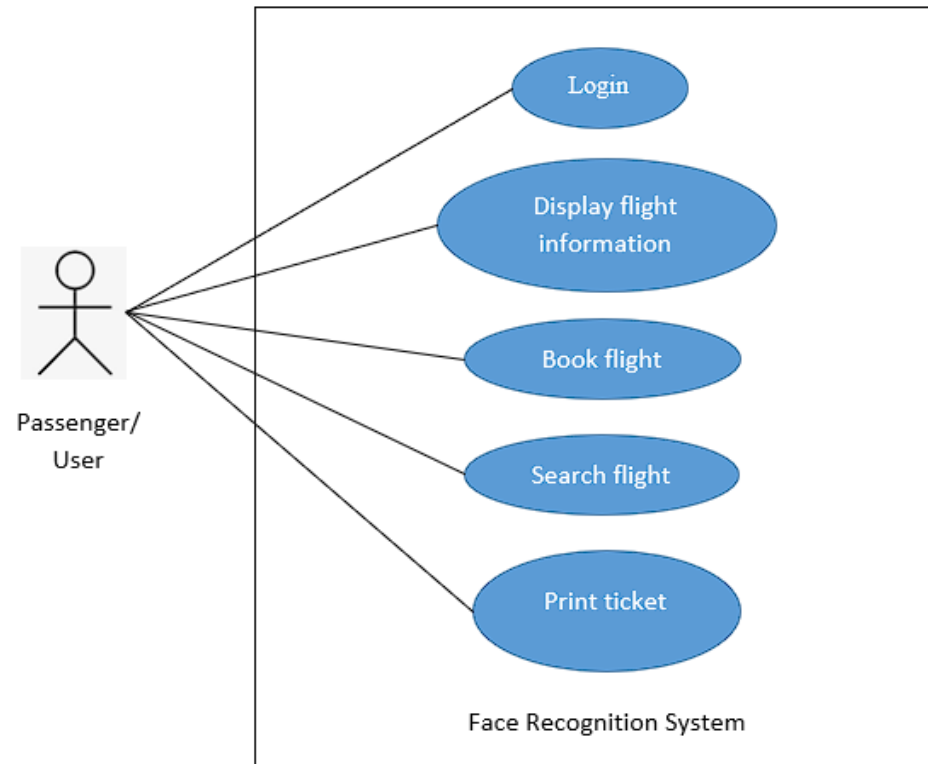 Login
Display flight
information
Book flight
Passenger/
User
Search flight
Print ticket
Face Recognition System